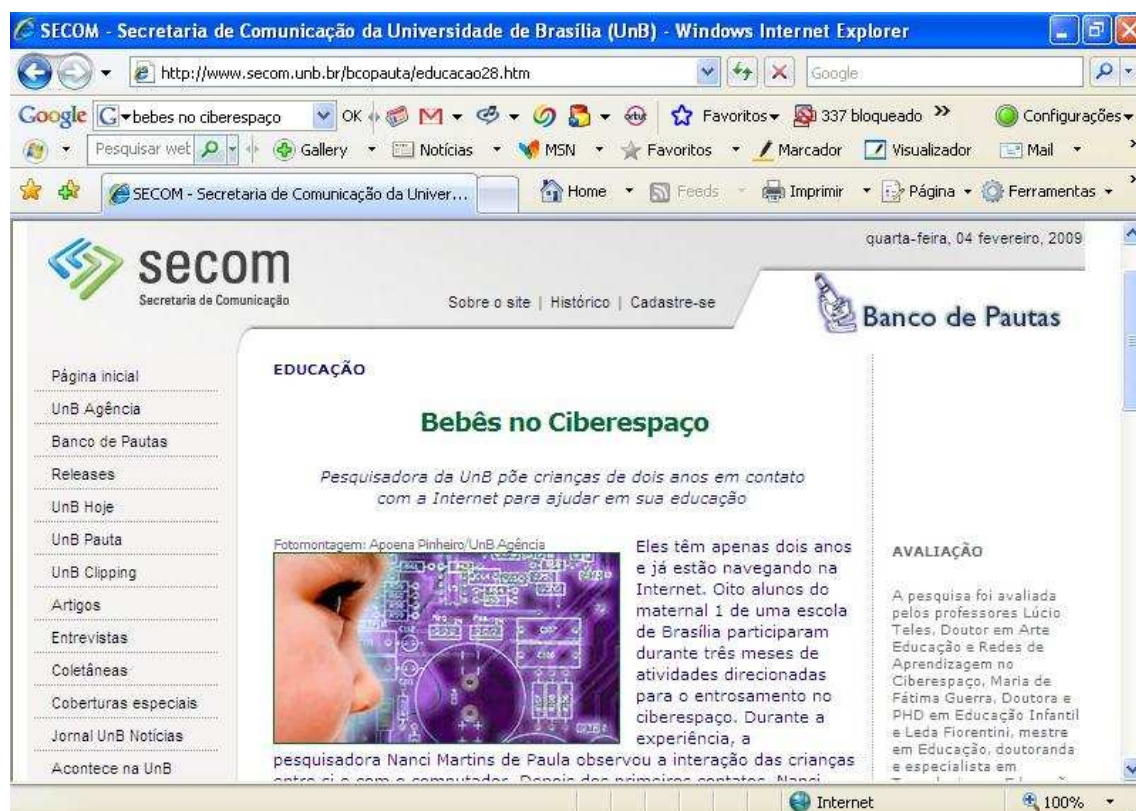 SECOM - Secretaria de Comunicação da Universidade de Brasília (UnB) - Windows Internet Explorer
http://www.secom.unb.br/bcopauta/educacao28.htm
Google
Google
G
bebes no ciberespaço
OK
Favoritos
337 bloqueado
Configurações
Pesquisar wet
Gallery
Notícias
MSN
Favoritos
Marcador
Visualizador
Mail
SECOM - Secretaria de Comunicação da Univer...
Home
Feeds
Imprimir
Página
Ferramentas
quarta-feira, 04 fevereiro, 2009
secom
Secretaria de Comunicação
Sobre o site | Histórico | Cadastre-se
Banco de Pautas
Página inicial
UnB Agência
Banco de Pautas
Releases
UnB Hoje
UnB Pauta
UnB Clipping
Artigos
Entrevistas
Coletâneas
Coberturas especiais
Jornal UnB Notícias
Acontece na UnB
EDUCAÇÃO
Bebês no Ciberespaço
Pesquisadora da UnB põe crianças de dois anos em contato
com a Internet para ajudar em sua educação
Fotomontagem: Apoena Pinheiro/UnB Agência
Eles têm apenas dois anos
e já estão navegando na
Internet. Oito alunos do
maternal 1 de uma escola
de Brasília participaram
durante três meses de
atividades direcionadas
para o entrosamento no
ciberespaço. Durante a
experiência, a
pesquisadora Nanci Martins de Paula observou a interação das crianças
entre si e com o computador. Depois dos primeiros contatos, Nanci
AVALIAÇÃO
A pesquisa foi avaliada
pelos professores Lúcio
Teles, Doutor em Arte
Educação e Redes de
Aprendizagem no
Ciberespaço, Maria de
Fátima Guerra, Doutora e
PHD em Educação Infantil
e Leda Fiorentini, mestre
em Educação, doutoranda
e especialista em
Internet
100%